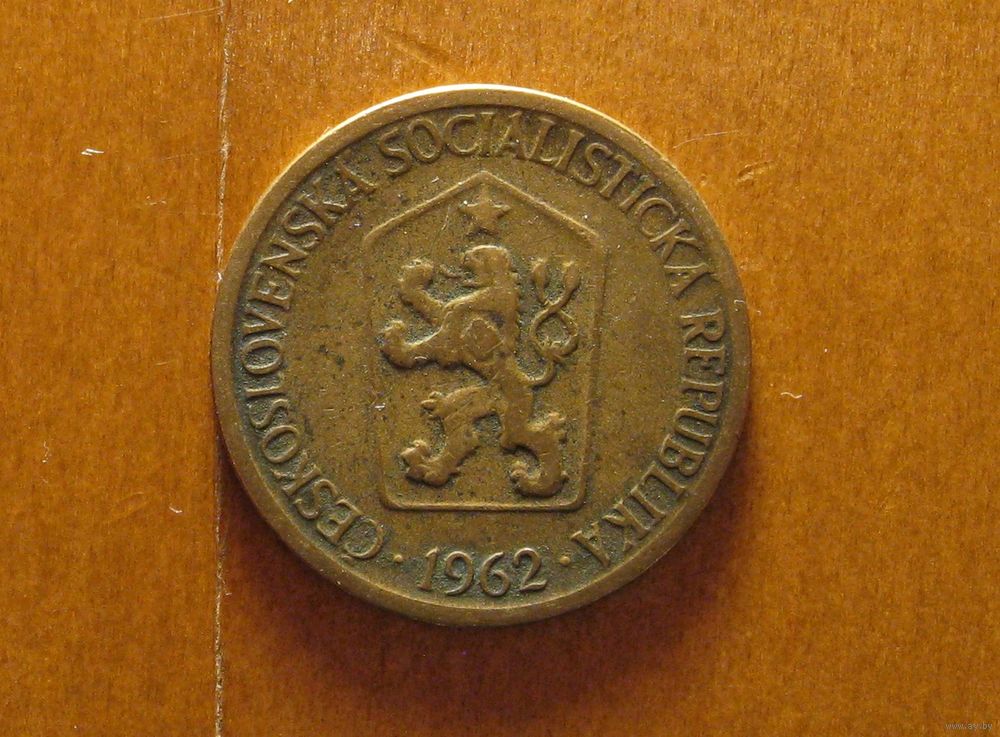 ČESKOSLOVENSKÁ SOCIALISTICKÁ REPUBLIKA
· 1962 ·
www.ay.by